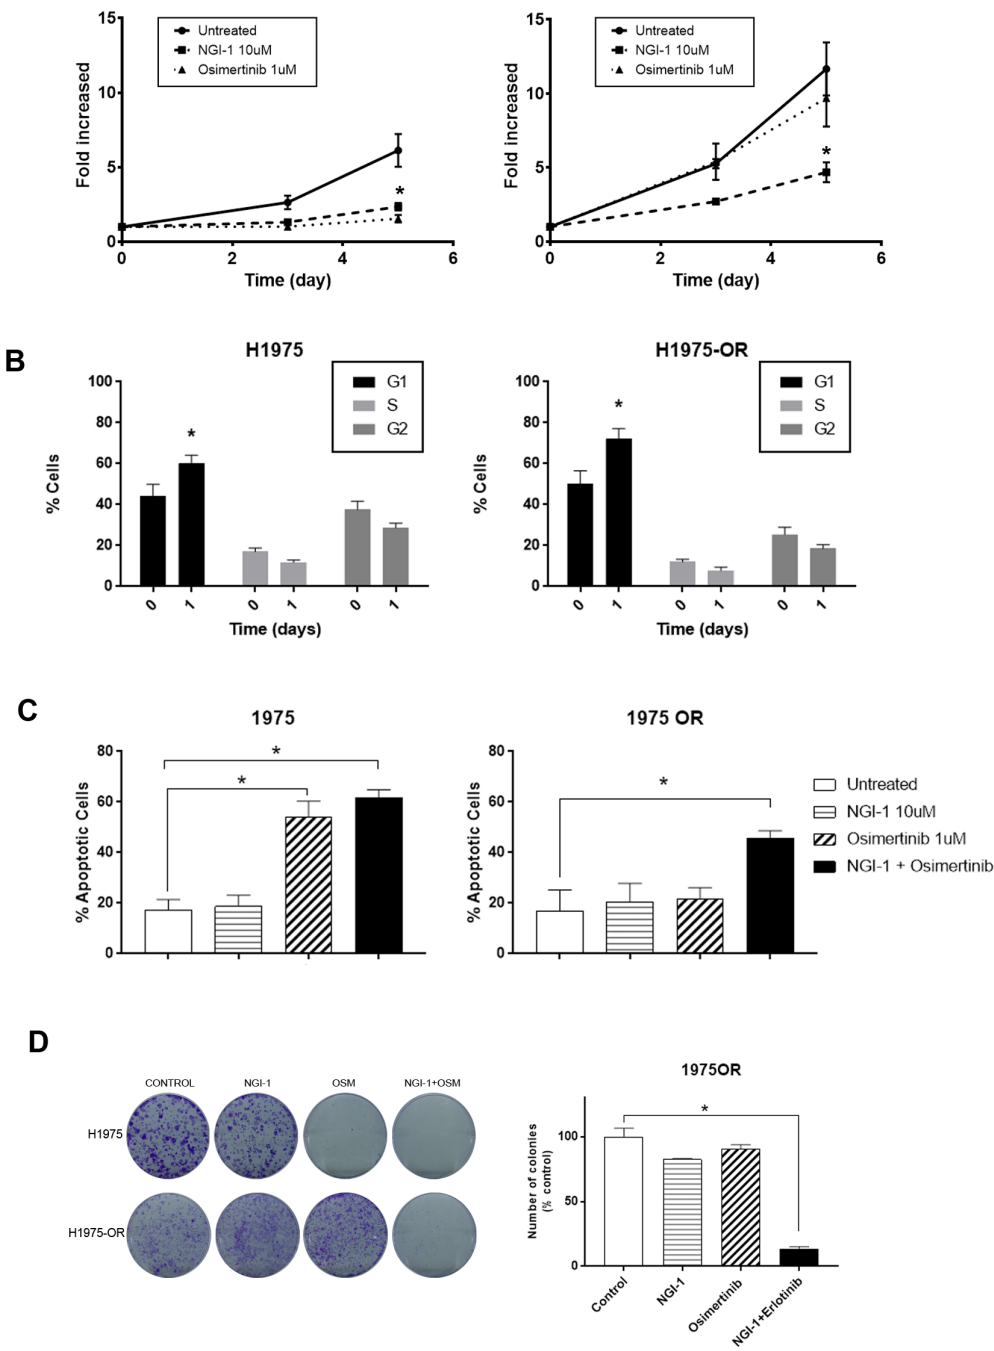 15
10
5
0
Fold increased
Untreated
NGI-1 10uM
Osimertinib 1uM
0 2 4 6
Time (day)
15
10
5
0
Fold increased
Untreated
NGI-1 10uM
Osimertinib 1uM
*
*
0 2 4 6
Time (day)
B
H1975
100
80
60
40
20
0
% Cells
G1
S
G2
*
0 1 0 1 0 1
Time (days)
H1975-OR
100
80
60
40
20
0
% Cells
G1
S
G2
*
0 1 0 1 0 1
Time (days)
C
1975
80
60
40
20
0
% Apoptotic Cells
*
*
1975 OR
80
60
40
20
0
% Apoptotic Cells
*
Untreated
NGI-1 10uM
Osimertinib 1uM
NGI-1 + Osimertinib
D
CONTROL NGI-1 OSM NGI-1+OSM
H1975
H1975-OR
1975OR
100
50
0
Number of colonies
(% control)
*
Control
NGI-1
Osimertinib
NGI-1+Erlotinib